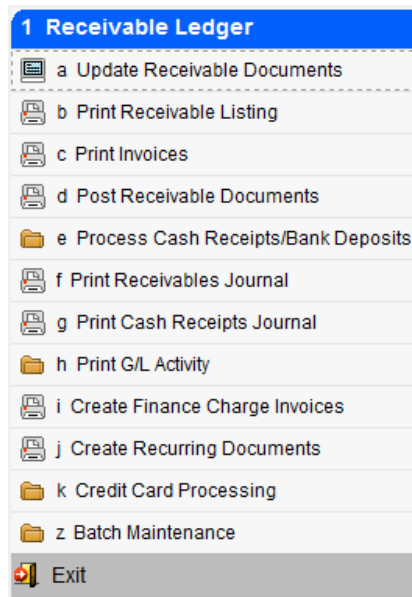 1 Receivable Ledger
a Update Receivable Documents
b Print Receivable Listing
c Print Invoices
d Post Receivable Documents
e Process Cash Receipts/Bank Deposits
f Print Receivables Journal
g Print Cash Receipts Journal
h Print G/L Activity
i Create Finance Charge Invoices
j Create Recurring Documents
k Credit Card Processing
z Batch Maintenance
Exit